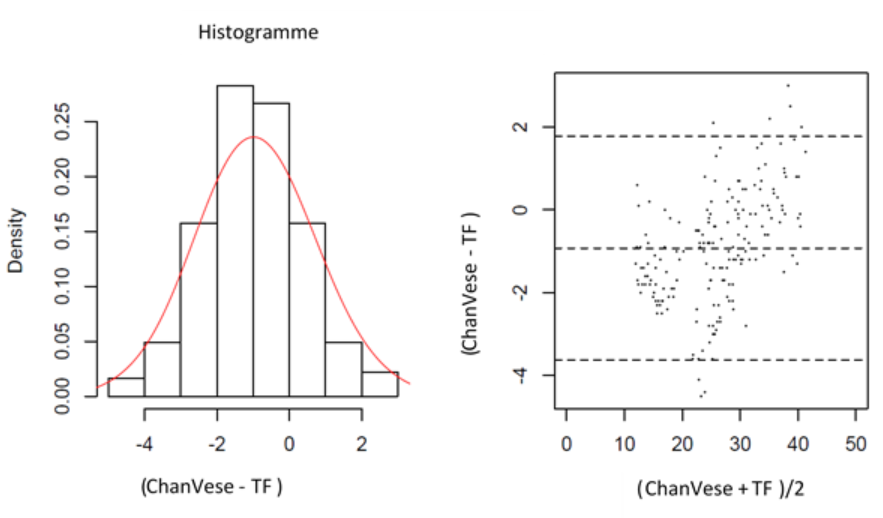 Histogramme
Density
0.00 0.05 0.10 0.15 0.20 0.25
-4 -2 0 2
(ChanVese - TF )
(ChanVese - TF )
-4 -2 0 2
0 10 20 30 40 50
(ChanVese + TF )/2